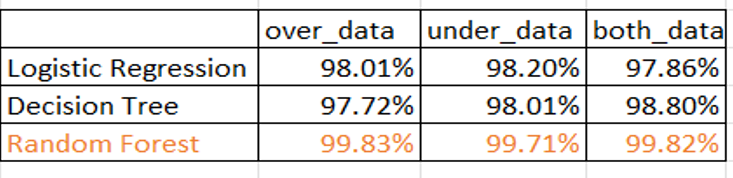 over_data under_data both_data
Logistic Regression 98.01% 98.20% 97.86%
Decision Tree 97.72% 98.01% 98.80%
Random Forest 99.83% 99.71% 99.82%